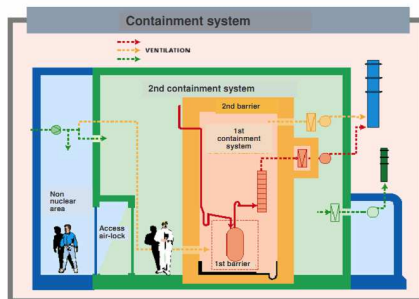 Containment system
VENTILATION
2nd containment system
2nd barrier
1st
containment
system
Non
nuclear
area
Access
air-lock
1st barrier